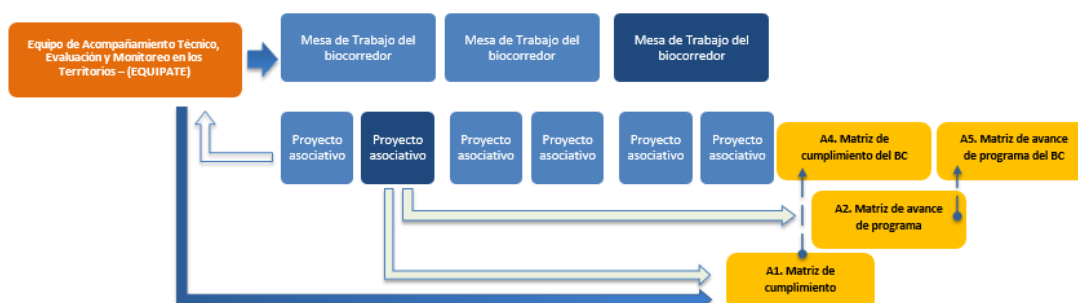 Equipo de Acompañamiento Técnico,
Evaluación y Monitoreo en los
Territorios – (EQUIPATE)
Mesa de Trabajo del
biocorredor
Mesa de Trabajo del
biocorredor
Mesa de Trabajo del
biocorredor
Proyecto
asociativo
Proyecto
asociativo
Proyecto
asociativo
Proyecto
asociativo
Proyecto
asociativo
Proyecto
asociativo
A4. Matriz de
cumplimiento del BC
A5. Matriz de avance
de programa del BC
A2. Matriz de avance
de programa
A1. Matriz de
cumplimiento